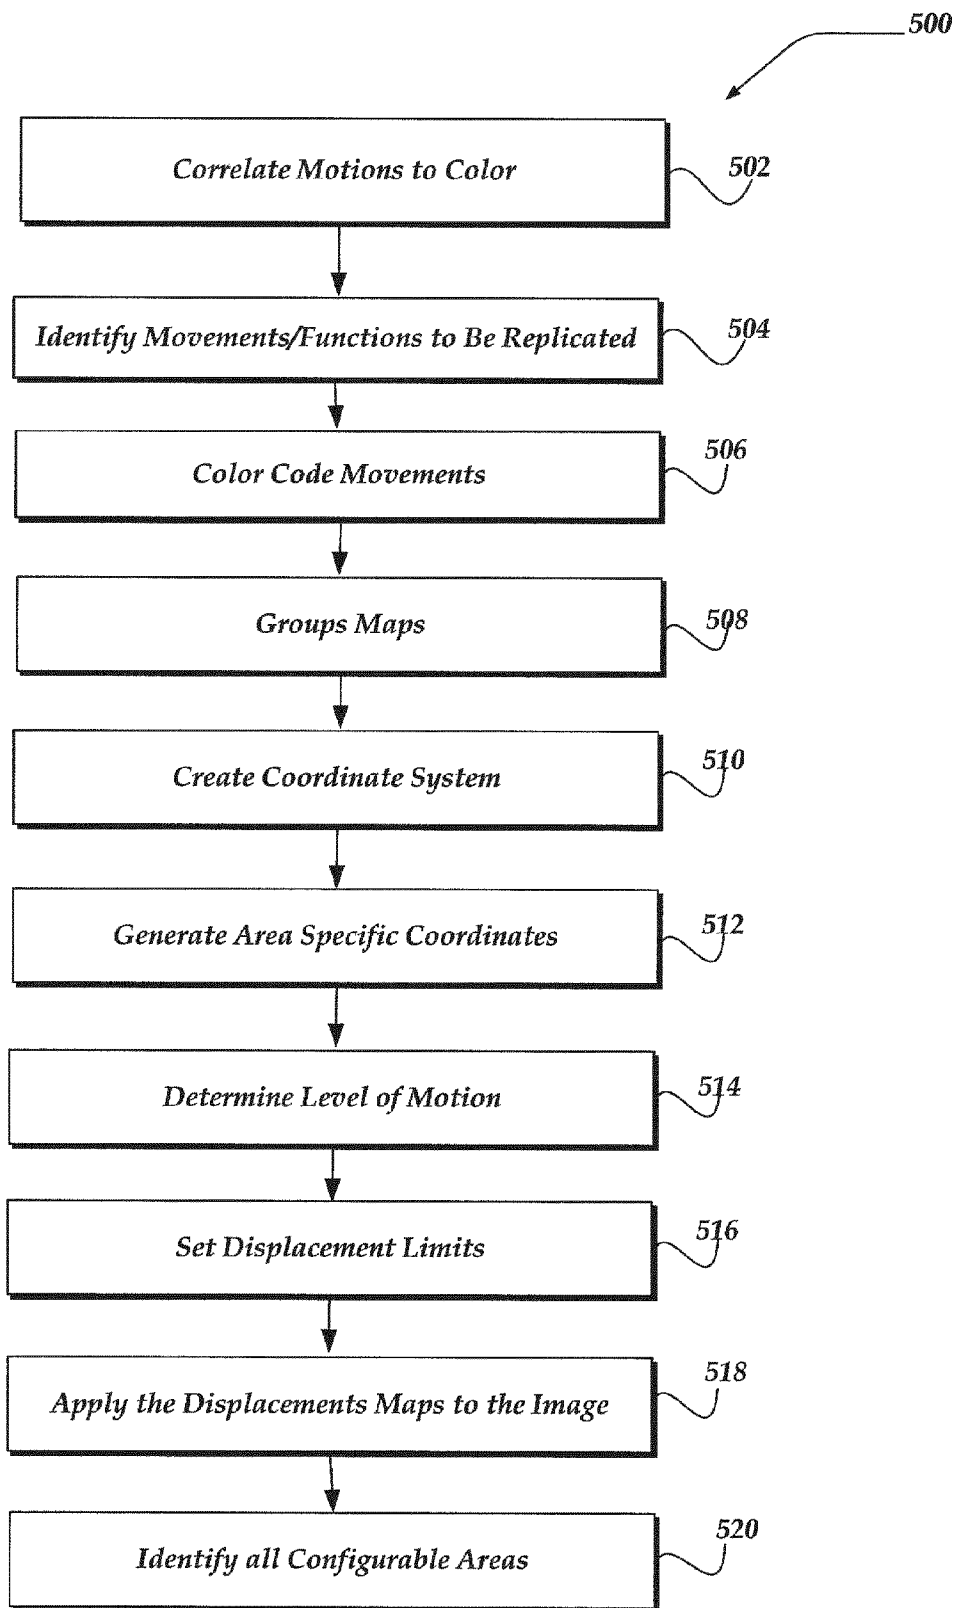 500
Correlate Motions to Color
502
Identify Movements/Functions to Be Replicated
504
Color Code Movements
506
Groups Maps
508
Create Coordinate System
510
Generate Area Specific Coordinates
512
Determine Level of Motion
514
Set Displacement Limits
516
Apply the Displacements Maps to the Image
518
Identify all Configurable Areas
520